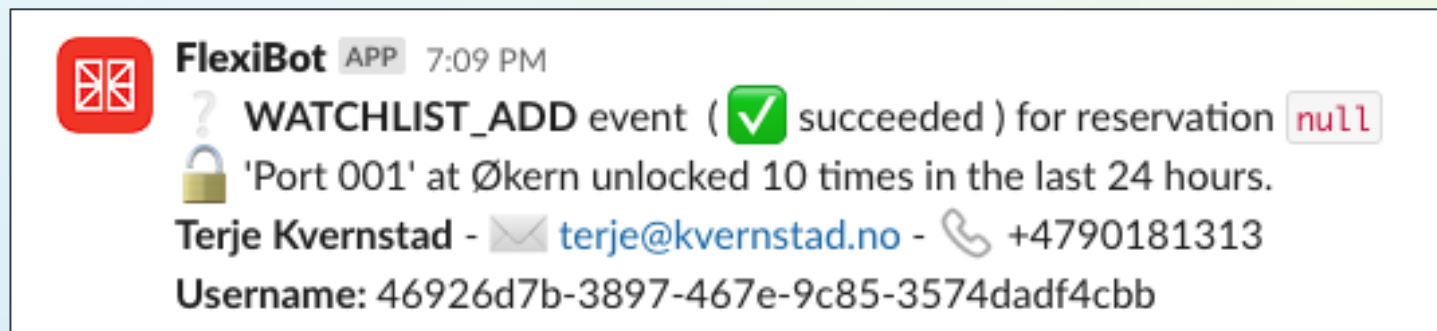 FlexiBot APP 7:09 PM
❔ WATCHLIST_ADD event ( ✅ succeeded ) for reservation null
🔒 'Port 001' at Økern unlocked 10 times in the last 24 hours.
Terje Kvernstad - ✉️ terje@kvernstad.no - 📞 +4790181313
Username: 46926d7b-3897-467e-9c85-3574dadf4cbb